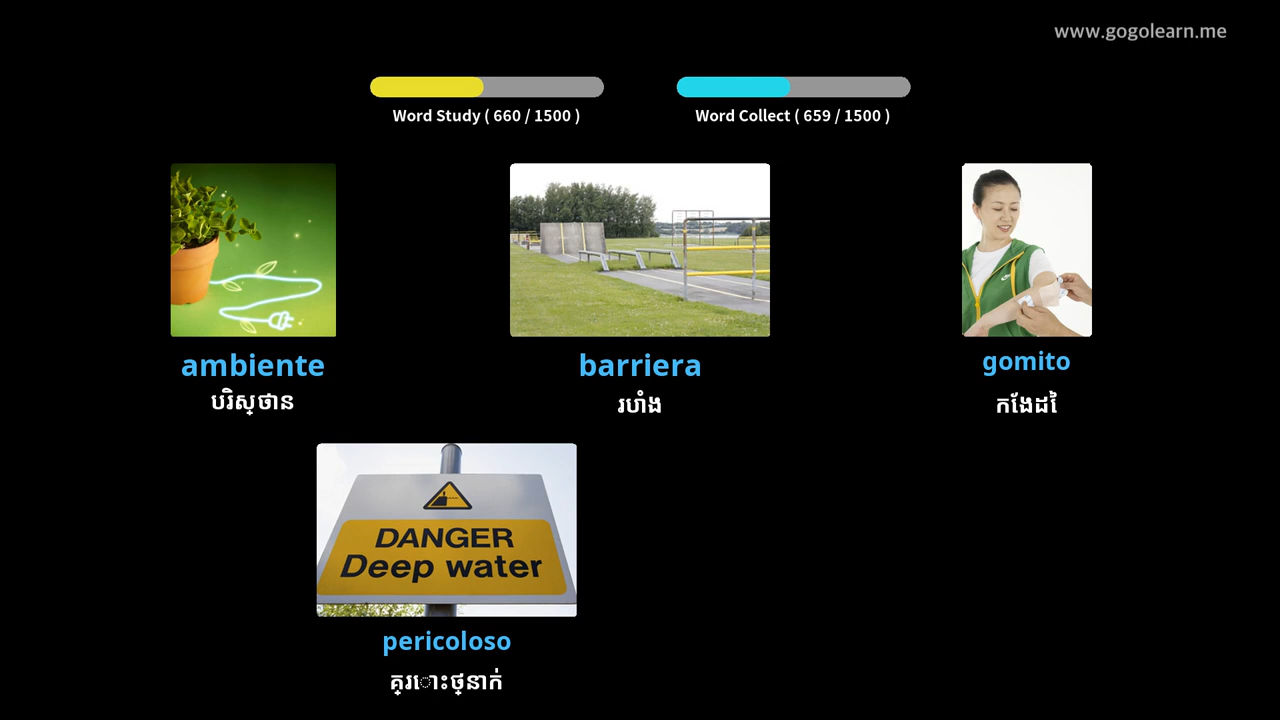 www.gogolearn.me
Word Study ( 660 / 1500 )
Word Collect ( 659 / 1500 )
ambiente
barriera
gomito
បរិស្ថាន
របាំង
កងែដៃ
DANGER
Deep water
pericoloso
គ្រោះថ្នាក់